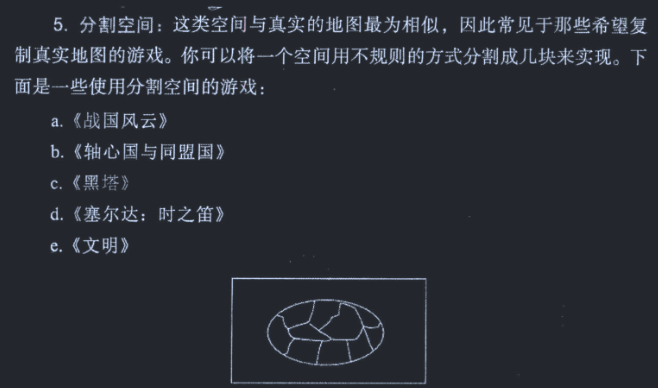 5. 分割空间：这类空间与真实的地图最为相似，因此常见于那些希望复
制真实地图的游戏。你可以将一个空间用不规则的方式分割成几块来实现。下
面是一些使用分割空间的游戏：
a.《战国风云》
b.《轴心国与同盟国》
c.《黑塔》
d.《塞尔达：时之笛》
e.《文明》